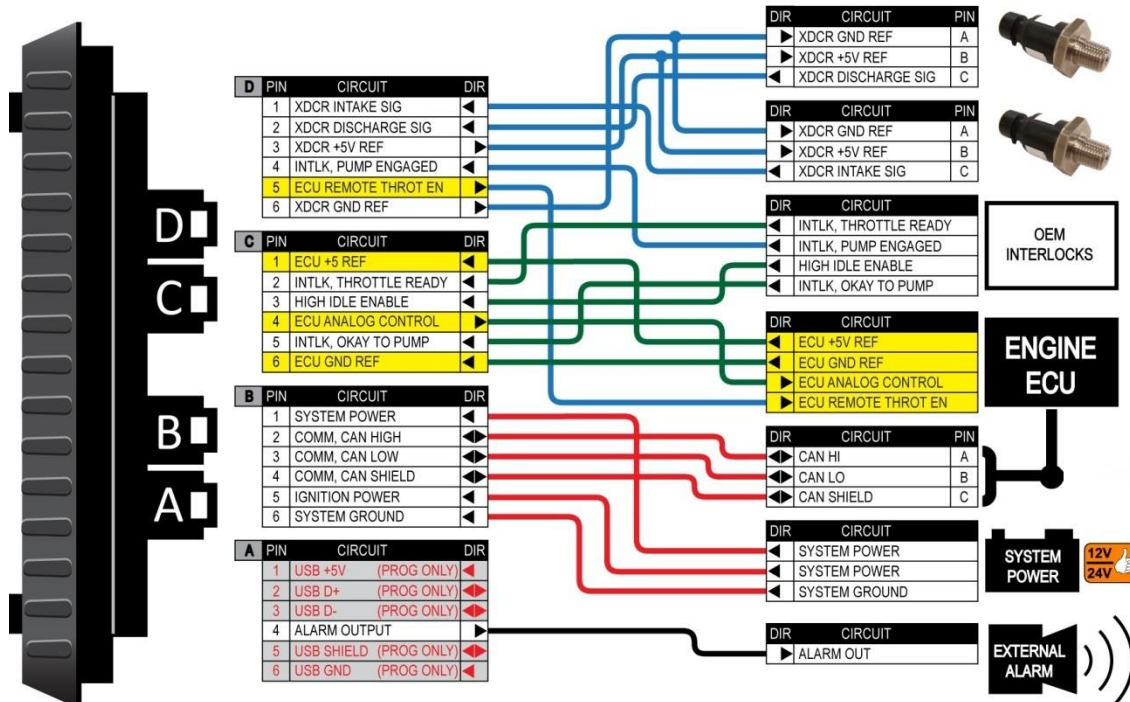 D
C
B
A
D PIN CIRCUIT DIR
1 XDCR INTAKE SIG
2 XDCR DISCHARGE SIG
3 XDCR +5V REF
4 INTLK, PUMP ENGAGED
5 ECU REMOTE THROT EN
6 XDCR GND REF
C PIN CIRCUIT DIR
1 ECU +5 REF
2 INTLK, THROTTLE READY
3 HIGH IDLE ENABLE
4 ECU ANALOG CONTROL
5 INTLK, OKAY TO PUMP
6 ECU GND REF
B PIN CIRCUIT DIR
1 SYSTEM POWER
2 COMM, CAN HIGH
3 COMM, CAN LOW
4 COMM, CAN SHIELD
5 IGNITION POWER
6 SYSTEM GROUND
A PIN CIRCUIT DIR
1 USB +5V (PROG ONLY)
2 USB D+ (PROG ONLY)
3 USB D- (PROG ONLY)
4 ALARM OUTPUT
5 USB SHIELD (PROG ONLY)
6 USB GND (PROG ONLY)
DIR CIRCUIT PIN
XDCR GND REF A
XDCR +5V REF B
XDCR DISCHARGE SIG C
DIR CIRCUIT PIN
XDCR GND REF A
XDCR +5V REF B
XDCR INTAKE SIG C
DIR CIRCUIT
INTLK, THROTTLE READY
INTLK, PUMP ENGAGED
HIGH IDLE ENABLE
INTLK, OKAY TO PUMP
OEM
INTERLOCKS
DIR CIRCUIT
ECU +5V REF
ECU GND REF
ECU ANALOG CONTROL
ECU REMOTE THROT EN
ENGINE
ECU
DIR CIRCUIT PIN
CAN HI A
CAN LO B
CAN SHIELD C
DIR CIRCUIT
SYSTEM POWER
SYSTEM POWER
SYSTEM GROUND
SYSTEM
POWER
12V
24V
DIR CIRCUIT
ALARM OUT
EXTERNAL
ALARM